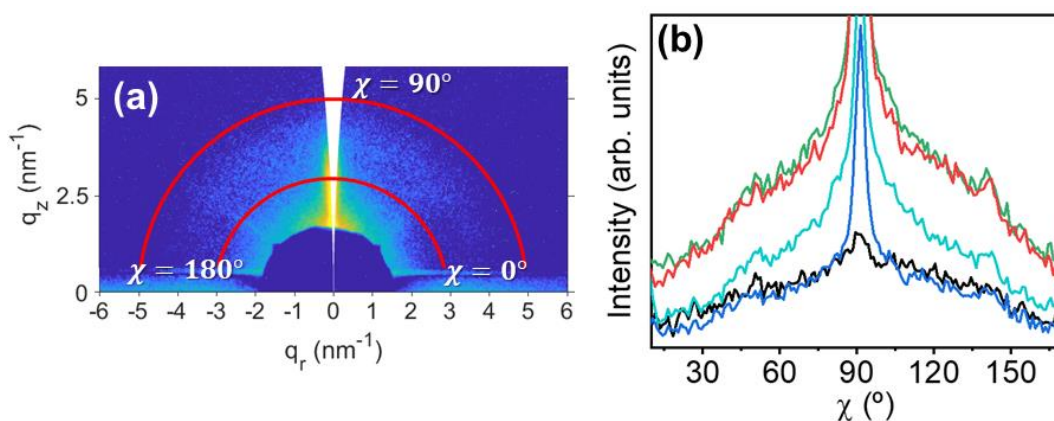 (a)
χ = 90°
χ = 180°
χ = 0°
5
2.5
0
q_z (nm⁻¹)
-6 -5 -4 -3 -2 -1 0 1 2 3 4 5 6
q_r (nm⁻¹)
(b)
Intensity (arb. units)
30 60 90 120 150
χ (º)